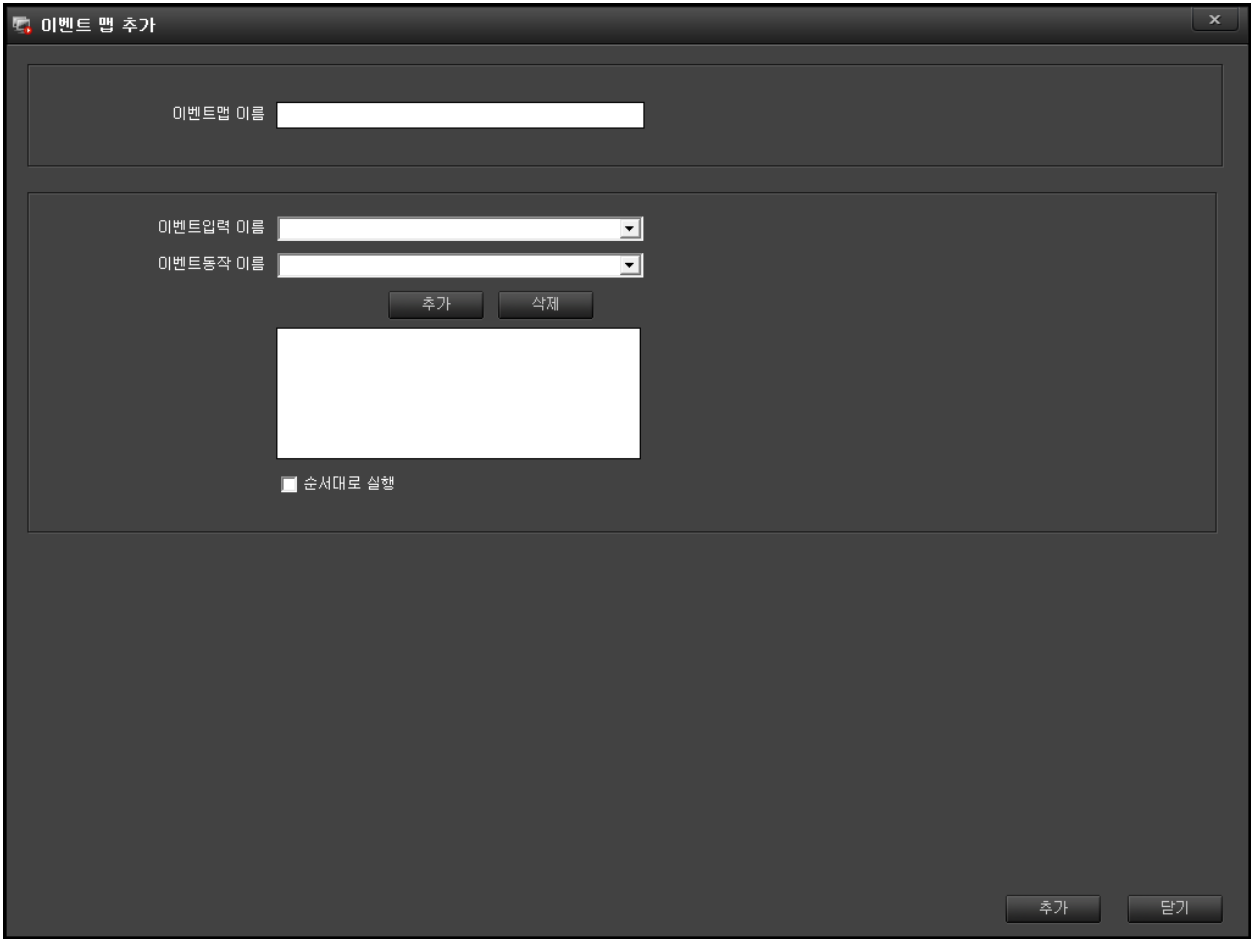 이벤트 맵 추가
x
이벤트맵 이름
이벤트입력 이름
이벤트동작 이름
추가 삭제
순서대로 실행
추가 닫기